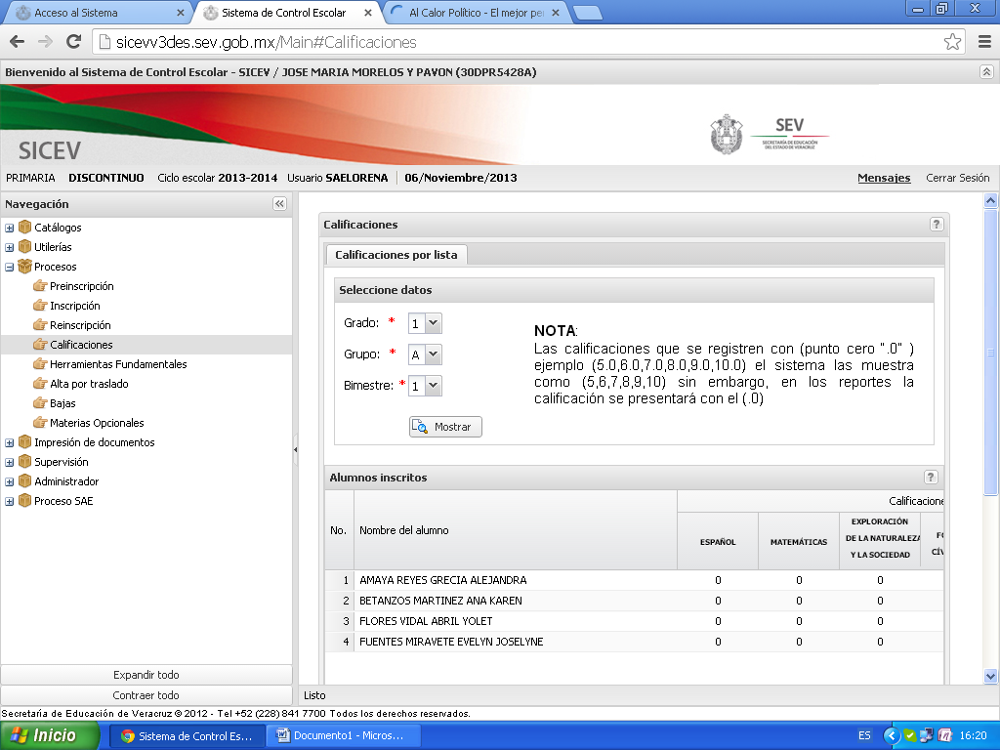 Acceso al Sistema
Sistema de Control Escolar
Al Calor Político - El mejor pe
sicevv3des.sev.gob.mx/Main#Calificaciones
Bienvenido al Sistema de Control Escolar - SICEV / JOSE MARIA MORELOS Y PAVON (30DPR5428A)
SICEV
SEV
SECRETARÍA DE EDUCACIÓN
DEL ESTADO DE VERACRUZ
PRIMARIA DISCONTINUO Ciclo escolar 2013-2014 Usuario SAELORENA 06/Noviembre/2013 Mensajes Cerrar Sesión
Navegación
Catálogos
Utilerías
Procesos
Preinscripción
Inscripción
Reinscripción
Calificaciones
Herramientas Fundamentales
Alta por traslado
Bajas
Materias Opcionales
Impresión de documentos
Supervisión
Administrador
Proceso SAE
Expandir todo
Contraer todo
Calificaciones ?
Calificaciones por lista
Seleccione datos
Grado: * 1
Grupo: * A
Bimestre: * 1
Mostrar
NOTA:
Las calificaciones que se registren con (punto cero ".0" )
ejemplo (5.0,6.0,7.0,8.0,9.0,10.0) el sistema las muestra
como (5,6,7,8,9,10) sin embargo, en los reportes la
calificación se presentará con el (.0)
Alumnos inscritos ?
Calificacione
No. Nombre del alumno ESPAÑOL MATEMÁTICAS
EXPLORACIÓN
DE LA NATURALEZA
Y LA SOCIEDAD
FO
CÍV
1 AMAYA REYES GRECIA ALEJANDRA 0 0 0
2 BETANZOS MARTINEZ ANA KAREN 0 0 0
3 FLORES VIDAL ABRIL YOLET 0 0 0
4 FUENTES MIRAVETE EVELYN JOSELYNE 0 0 0
Listo
Secretaría de Educación de Veracruz © 2012 - Tel +52 (228) 841 7700 Todos los derechos reservados.
Inicio
Sistema de Control Es...
Documento1 - Micros...
ES
16:20